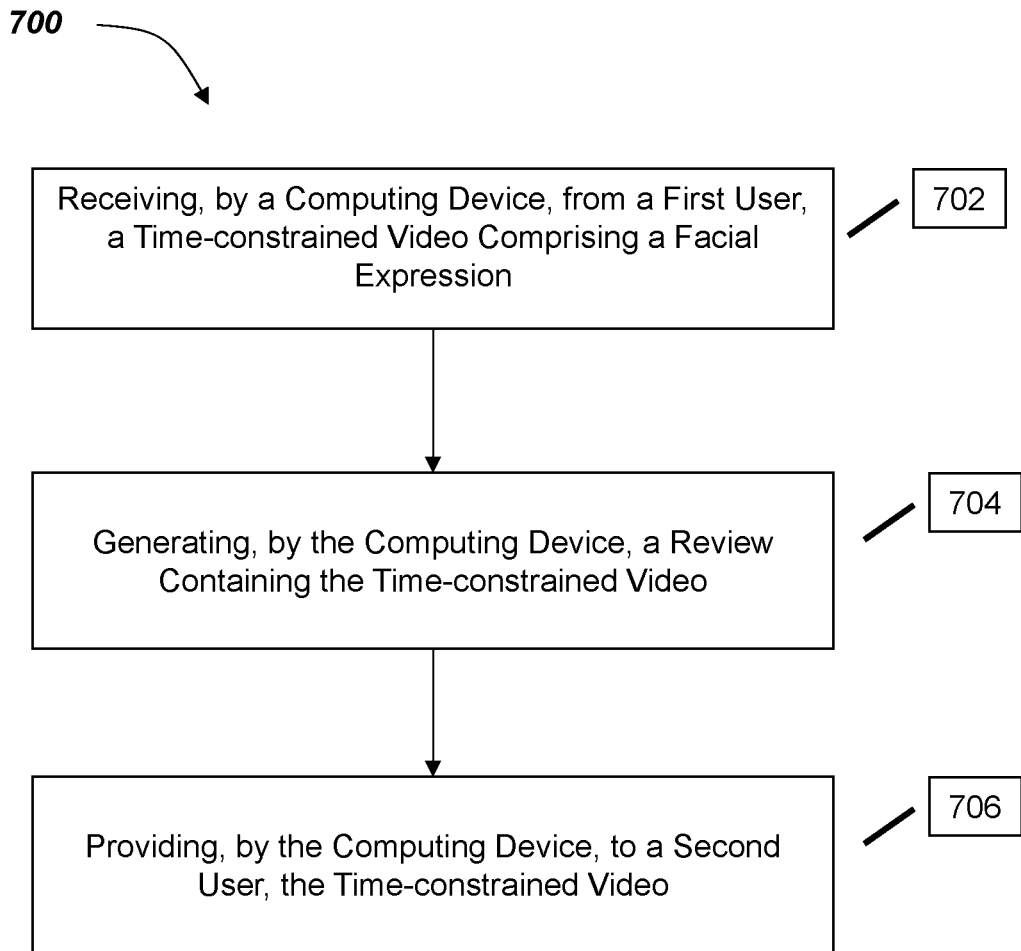 700
Receiving, by a Computing Device, from a First User,
a Time-constrained Video Comprising a Facial
Expression
702
Generating, by the Computing Device, a Review
Containing the Time-constrained Video
704
Providing, by the Computing Device, to a Second
User, the Time-constrained Video
706